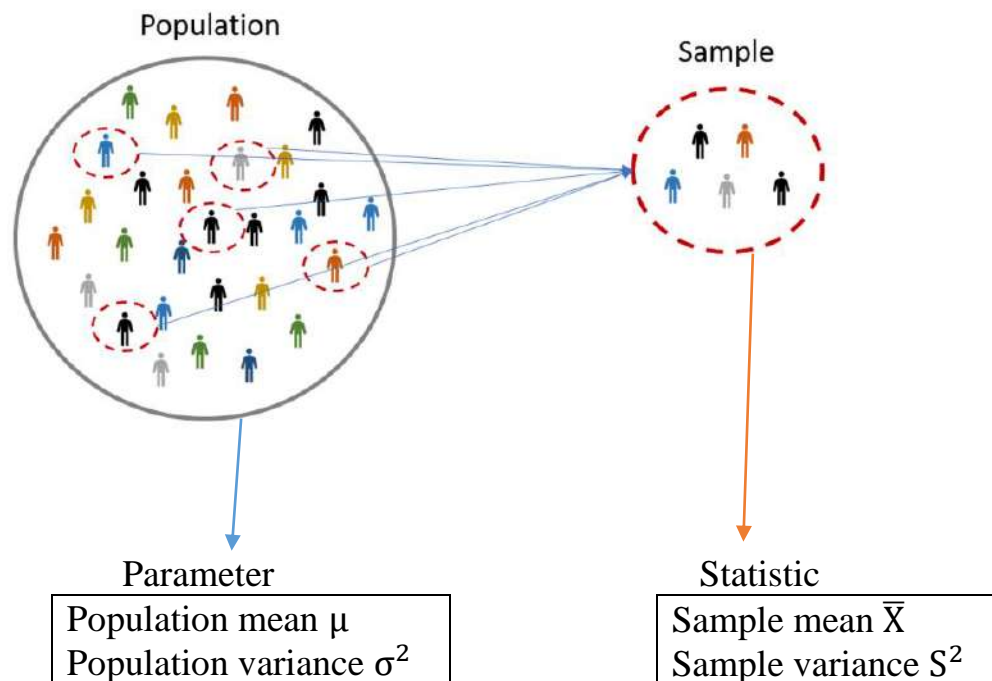 Population
Sample
Parameter
Population mean μ
Population variance σ²
Statistic
Sample mean X̅
Sample variance S²